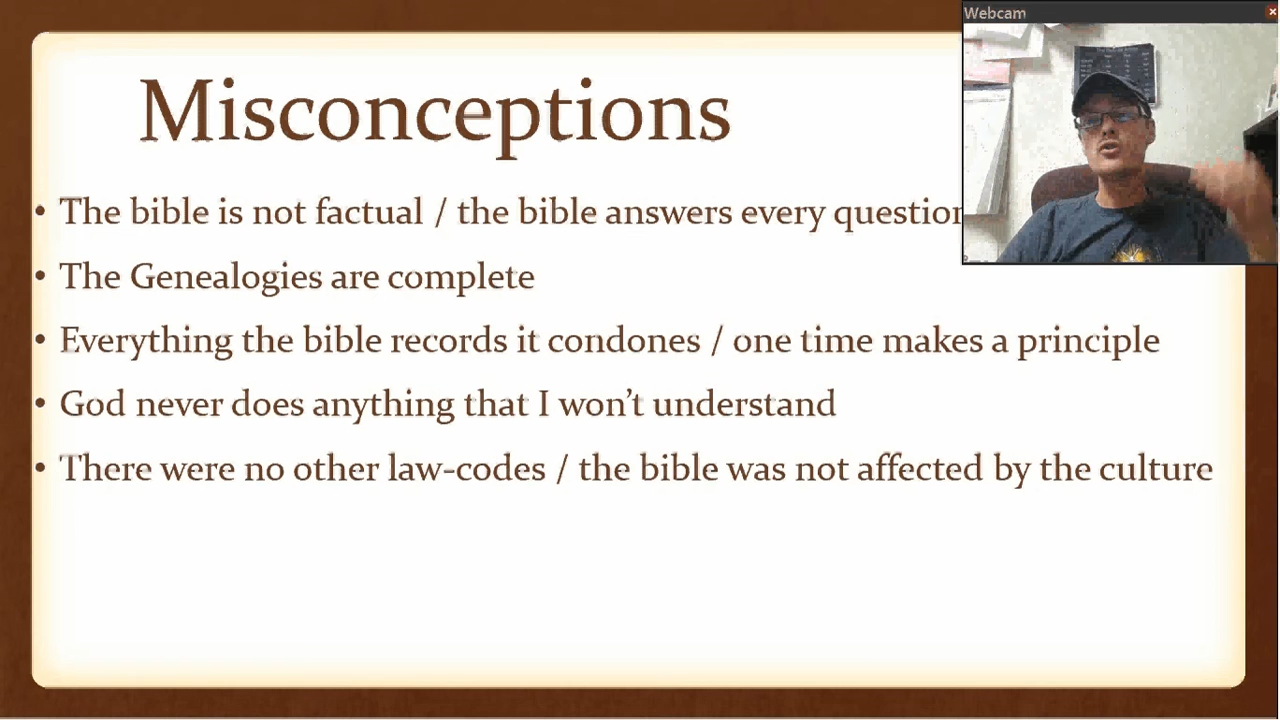 Webcam
Misconceptions
• The bible is not factual / the bible answers every question
• The Genealogies are complete
• Everything the bible records it condones / one time makes a principle
• God never does anything that I won’t understand
• There were no other law-codes / the bible was not affected by the culture